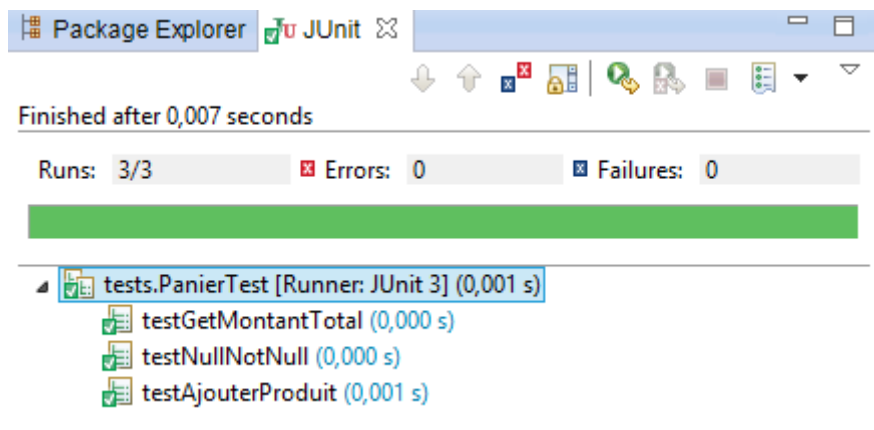 Package Explorer JUnit
Finished after 0,007 seconds
Runs: 3/3 Errors: 0 Failures: 0
tests.PanierTest [Runner: JUnit 3] (0,001 s)
testGetMontantTotal (0,000 s)
testNullNotNull (0,000 s)
testAjouterProduit (0,001 s)